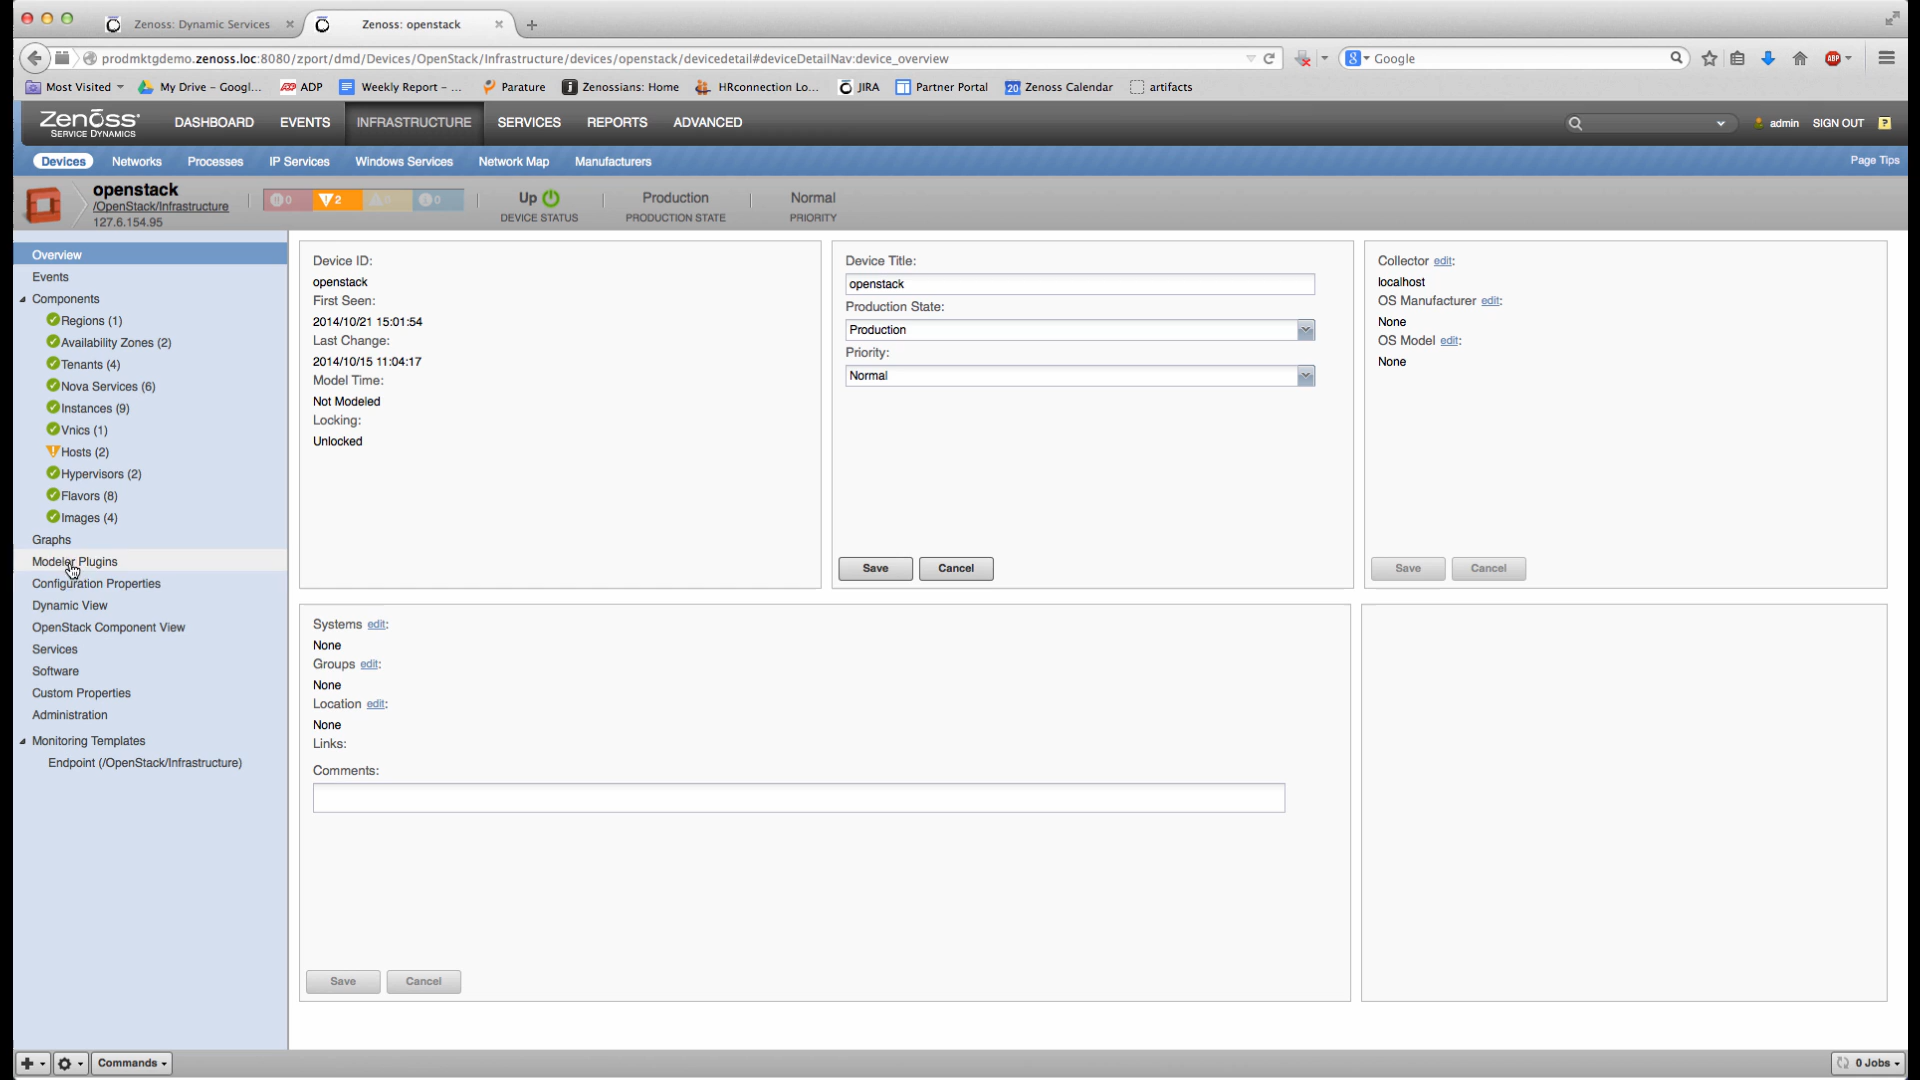 Zenoss: Dynamic Services
Zenoss: openstack
prodmktgdemo.zenoss.loc:8080/zport/dmd/Devices/OpenStack/Infrastructure/devices/openstack/devicedetail#deviceDetailNav:device_overview
Google
Most Visited
My Drive – Googl...
ADP
Weekly Report – ...
Parature
Zenossians: Home
HRconnection Lo...
JIRA
Partner Portal
20 Zenoss Calendar
artifacts
Zenoss
SERVICE DYNAMICS
DASHBOARD
EVENTS
INFRASTRUCTURE
SERVICES
REPORTS
ADVANCED
admin
SIGN OUT
?
Devices
Networks
Processes
IP Services
Windows Services
Network Map
Manufacturers
Page Tips
openstack
/OpenStack/Infrastructure
127.6.154.95
0
2
0
0
Up
DEVICE STATUS
Production
PRODUCTION STATE
Normal
PRIORITY
Overview
Events
Components
Regions (1)
Availability Zones (2)
Tenants (4)
Nova Services (6)
Instances (9)
Vnics (1)
Hosts (2)
Hypervisors (2)
Flavors (8)
Images (4)
Graphs
Modeler Plugins
Configuration Properties
Dynamic View
OpenStack Component View
Services
Software
Custom Properties
Administration
Monitoring Templates
Endpoint (/OpenStack/Infrastructure)
Device ID:
openstack
First Seen:
2014/10/21 15:01:54
Last Change:
2014/10/15 11:04:17
Model Time:
Not Modeled
Locking:
Unlocked
Device Title:
openstack
Production State:
Production
Priority:
Normal
Save
Cancel
Collector edit:
localhost
OS Manufacturer edit:
None
OS Model edit:
None
Save
Cancel
Systems edit:
None
Groups edit:
None
Location edit:
None
Links:
Comments:
Save
Cancel
Commands
0 Jobs